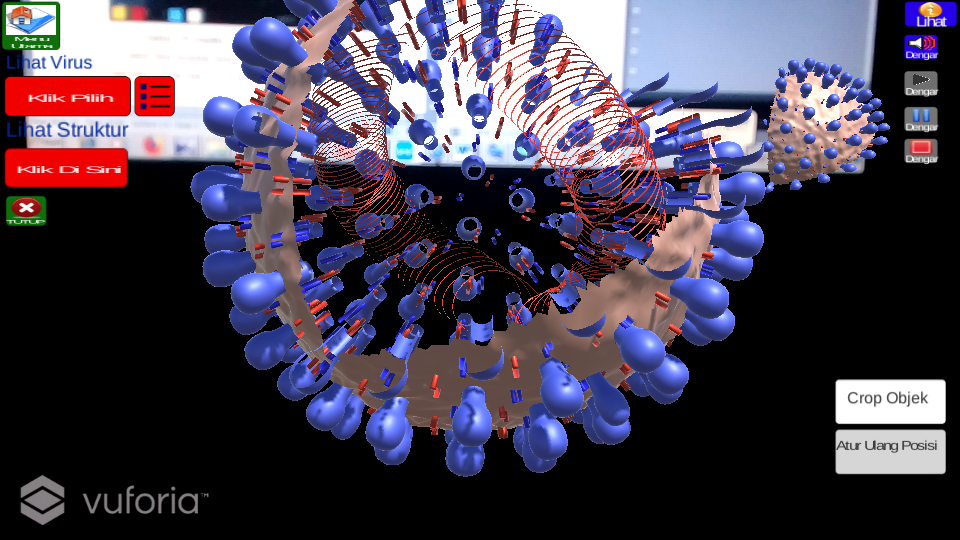 Menu
Utama
Lihat Virus
Klik Pilih
Lihat Struktur
Klik Di Sini
TUTUP
Lihat
Dengar
Dengar
Dengar
Dengar
Crop Objek
Atur Ulang Posisi
vuforia™